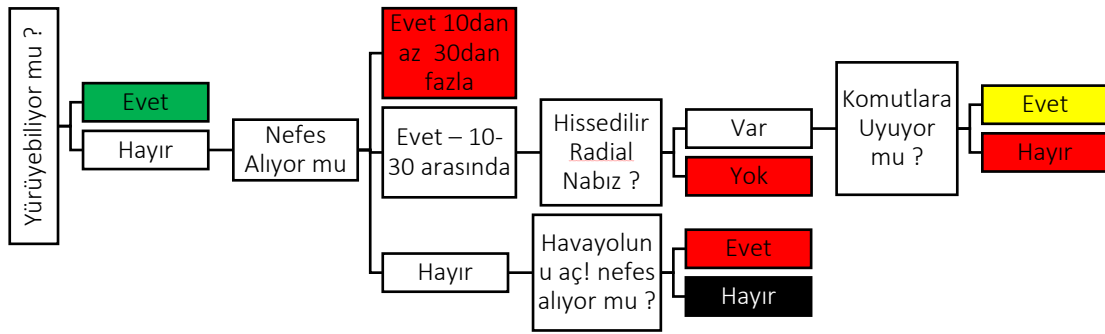 Yürüyebiliyor mu ?
Evet
Hayır
Nefes
Alıyor mu
Evet 10dan
az  30dan
fazla
Evet – 10-
30 arasında
Hayır
Hissedilir
Radial
Nabız ?
Var
Yok
Havayolun
u aç! nefes
alıyor mu ?
Evet
Hayır
Komutlara
Uyuyor
mu ?
Evet
Hayır